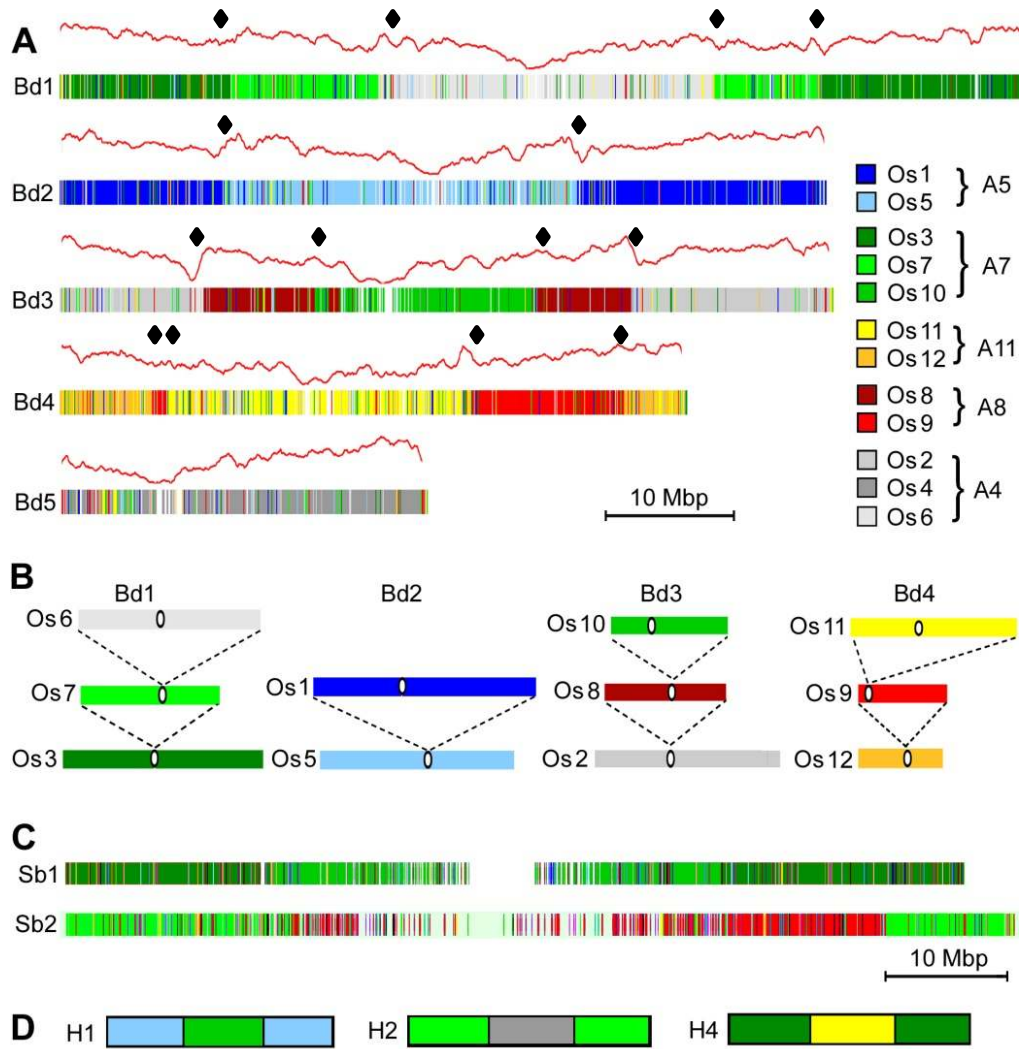 A
Bd1
Bd2
Bd3
Bd4
Bd5
10 Mbp
Os1
Os5
A5
Os3
Os7
Os10
A7
Os11
Os12
A11
Os8
Os9
A8
Os2
Os4
Os6
A4
B
Bd1 Bd2 Bd3 Bd4
Os6 Os10 Os11
Os7 Os1 Os8 Os9
Os3 Os5 Os2 Os12
C
Sb1
Sb2
10 Mbp
D H1 H2 H4